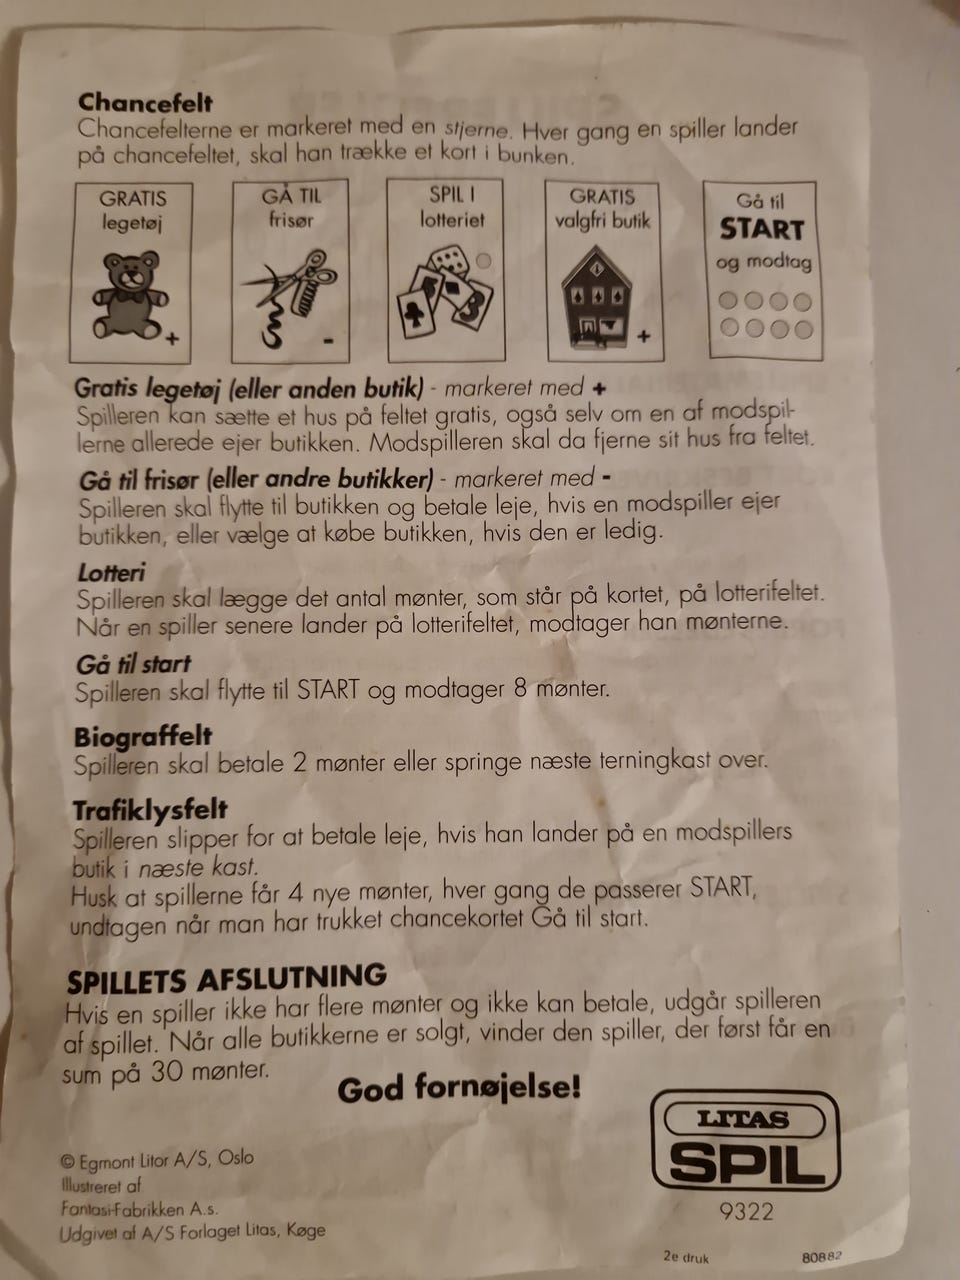 Chancefelt
Chancefelterne er markeret med en stjerne. Hver gang en spiller lander
på chancefeltet, skal han trække et kort i bunken.
GRATIS
legetøj
+
GÅ TIL
frisør
-
SPIL I
lotteriet
GRATIS
valgfri butik
+
Gå til
START
og modtag
Gratis legetøj (eller anden butik) - markeret med +
Spilleren kan sætte et hus på feltet gratis, også selv om en af modspil-
lerne allerede ejer butikken. Modspilleren skal da fjerne sit hus fra feltet.
Gå til frisør (eller andre butikker) - markeret med -
Spilleren skal flytte til butikken og betale leje, hvis en modspiller ejer
butikken, eller vælge at købe butikken, hvis den er ledig.
Lotteri
Spilleren skal lægge det antal mønter, som står på kortet, på lotterifeltet.
Når en spiller senere lander på lotterifeltet, modtager han mønterne.
Gå til start
Spilleren skal flytte til START og modtager 8 mønter.
Biograffelt
Spilleren skal betale 2 mønter eller springe næste terningkast over.
Trafiklysfelt
Spilleren slipper for at betale leje, hvis han lander på en modspillers
butik i næste kast.
Husk at spillerne får 4 nye mønter, hver gang de passerer START,
undtagen når man har trukket chancekortet Gå til start.
SPILLETS AFSLUTNING
Hvis en spiller ikke har flere mønter og ikke kan betale, udgår spilleren
af spillet. Når alle butikkerne er solgt, vinder den spiller, der først får en
sum på 30 mønter.
God fornøjelse!
© Egmont Litor A/S, Oslo
Illustreret af
Fantasi-Fabrikken A.s.
Udgivet af A/S Forlaget Litas, Køge
LITAS
SPIL
9322
2e druk
80882